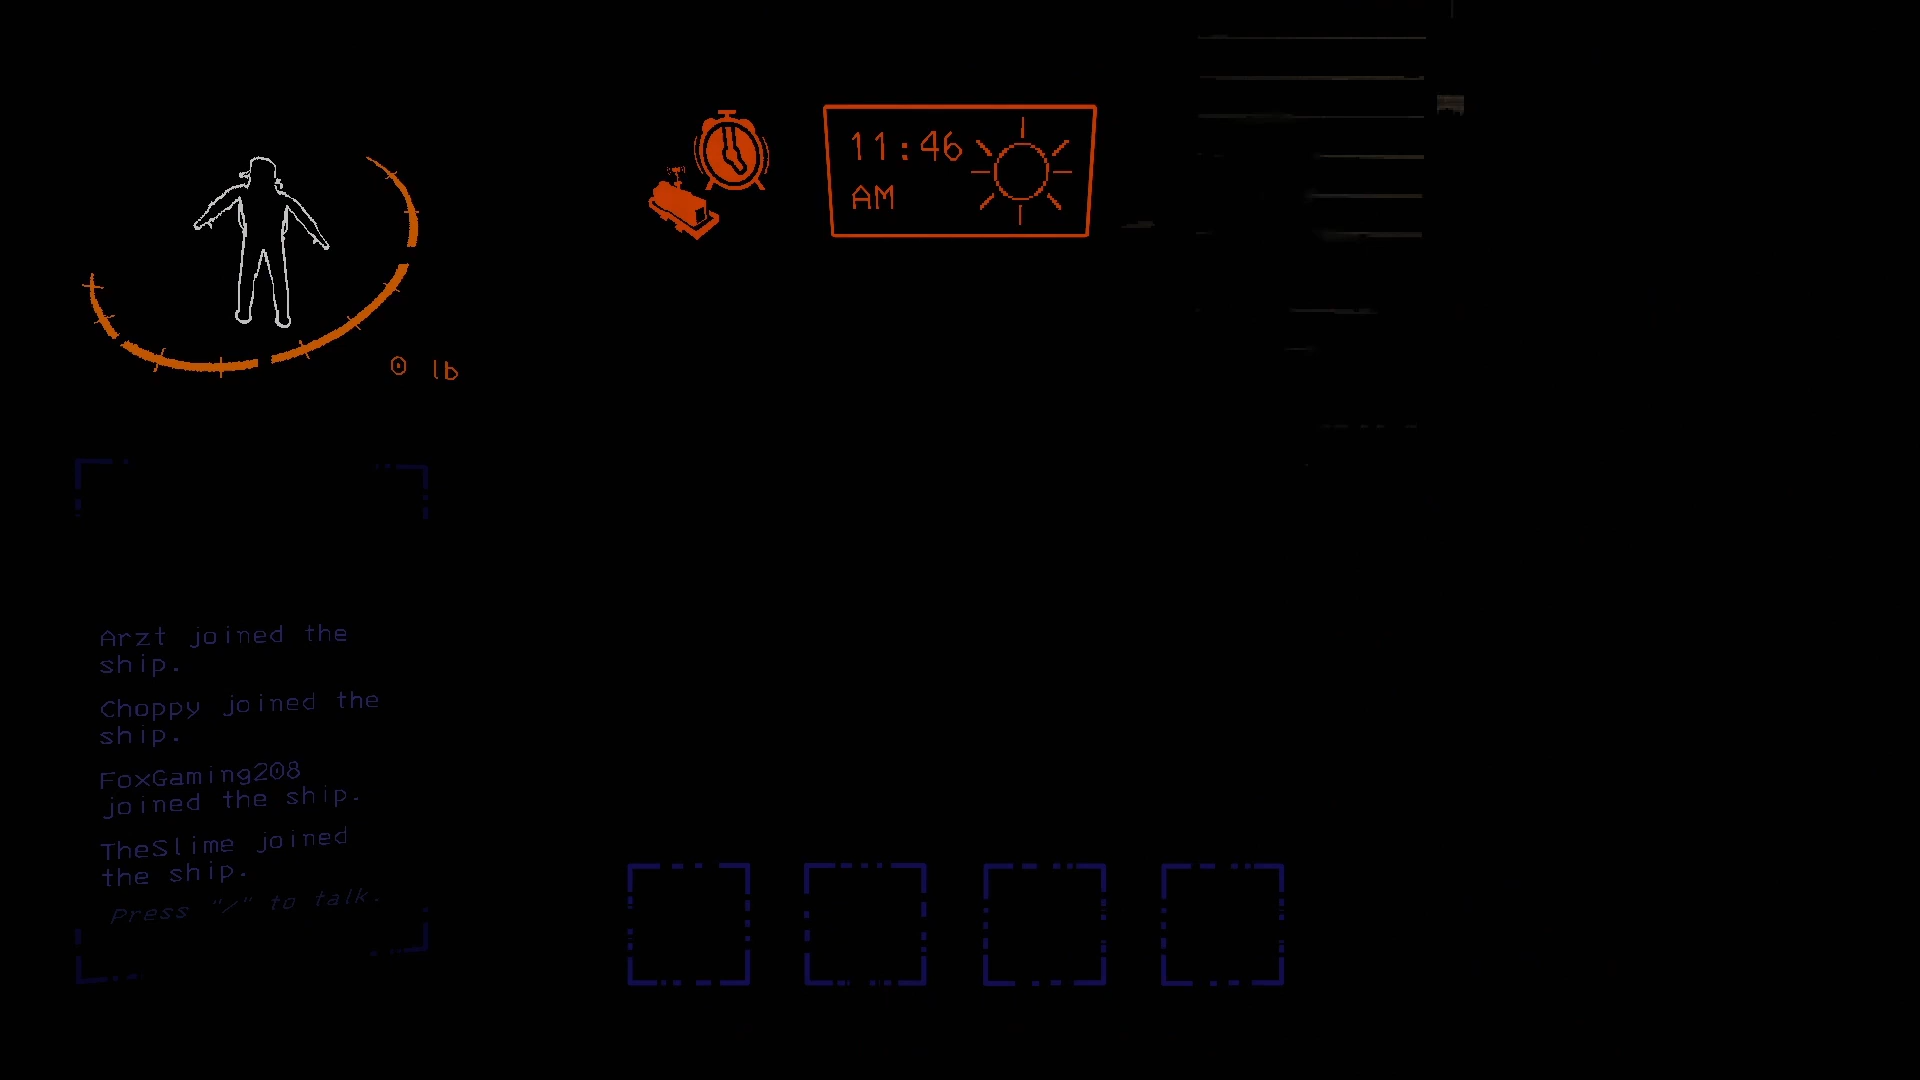 11:46
AM
0 lb
Arzt joined the
ship.
Choppy joined the
ship.
FoxGaming208
joined the ship.
TheSlime joined
the ship.
Press "/" to talk.